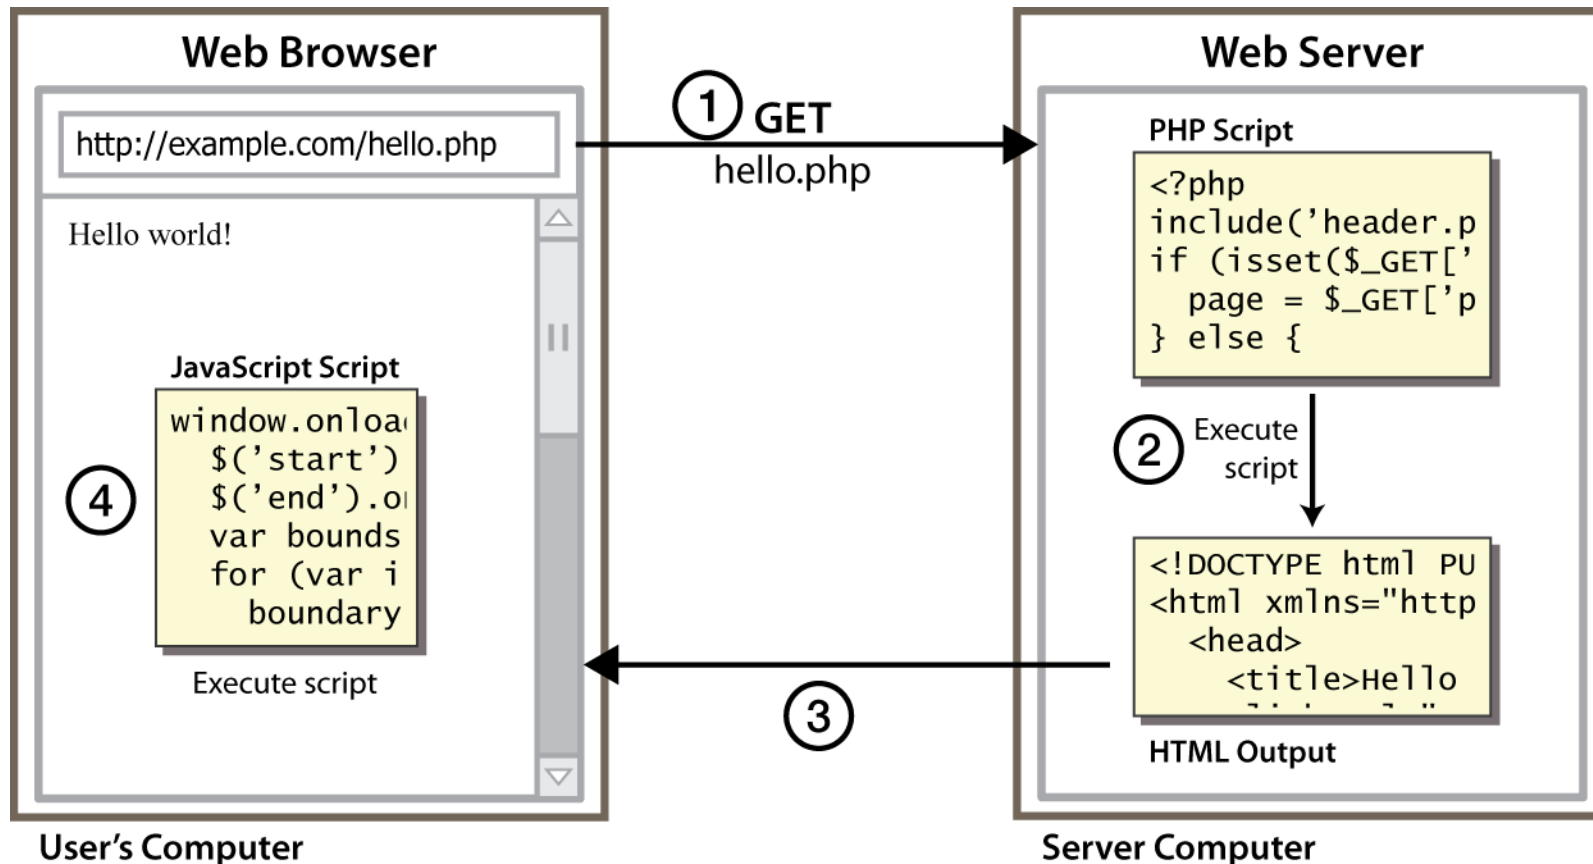 Web Browser
http://example.com/hello.php
Hello world!
JavaScript Script
window.onloa
$('start')
$('end').o
var bounds
for (var i
boundary
4
Execute script
User's Computer
1 GET
hello.php
3
Web Server
PHP Script
<?php
include('header.p
if (isset($_GET['
page = $_GET['p
} else {
2
Execute
script
<!DOCTYPE html PU
<html xmlns="http
<head>
<title>Hello
HTML Output
Server Computer